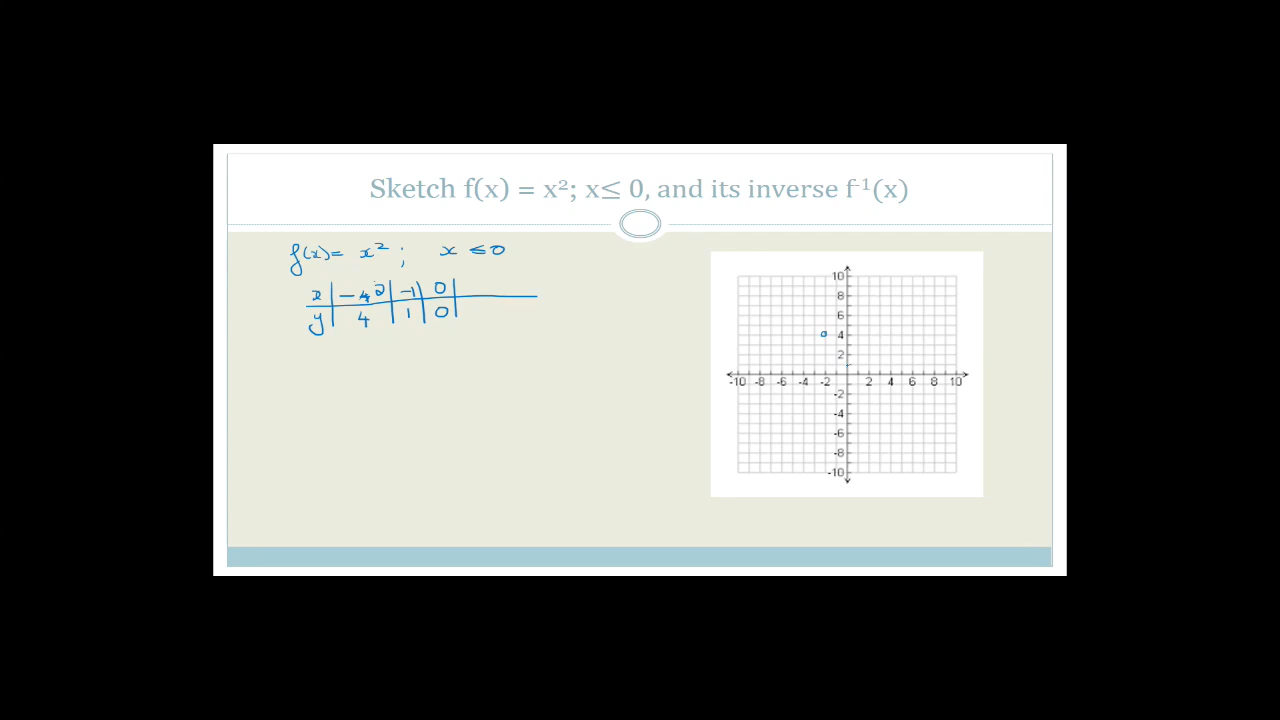 Sketch f(x) = x²; x≤ 0, and its inverse f⁻¹(x)
f(x)= x² ; x ≤0
x | -2 | -1 | 0 |
y | 4 | 1 | 0 |
10
8
6
4
2
-10 -8 -6 -4 -2 2 4 6 8 10
-2
-4
-6
-8
-10